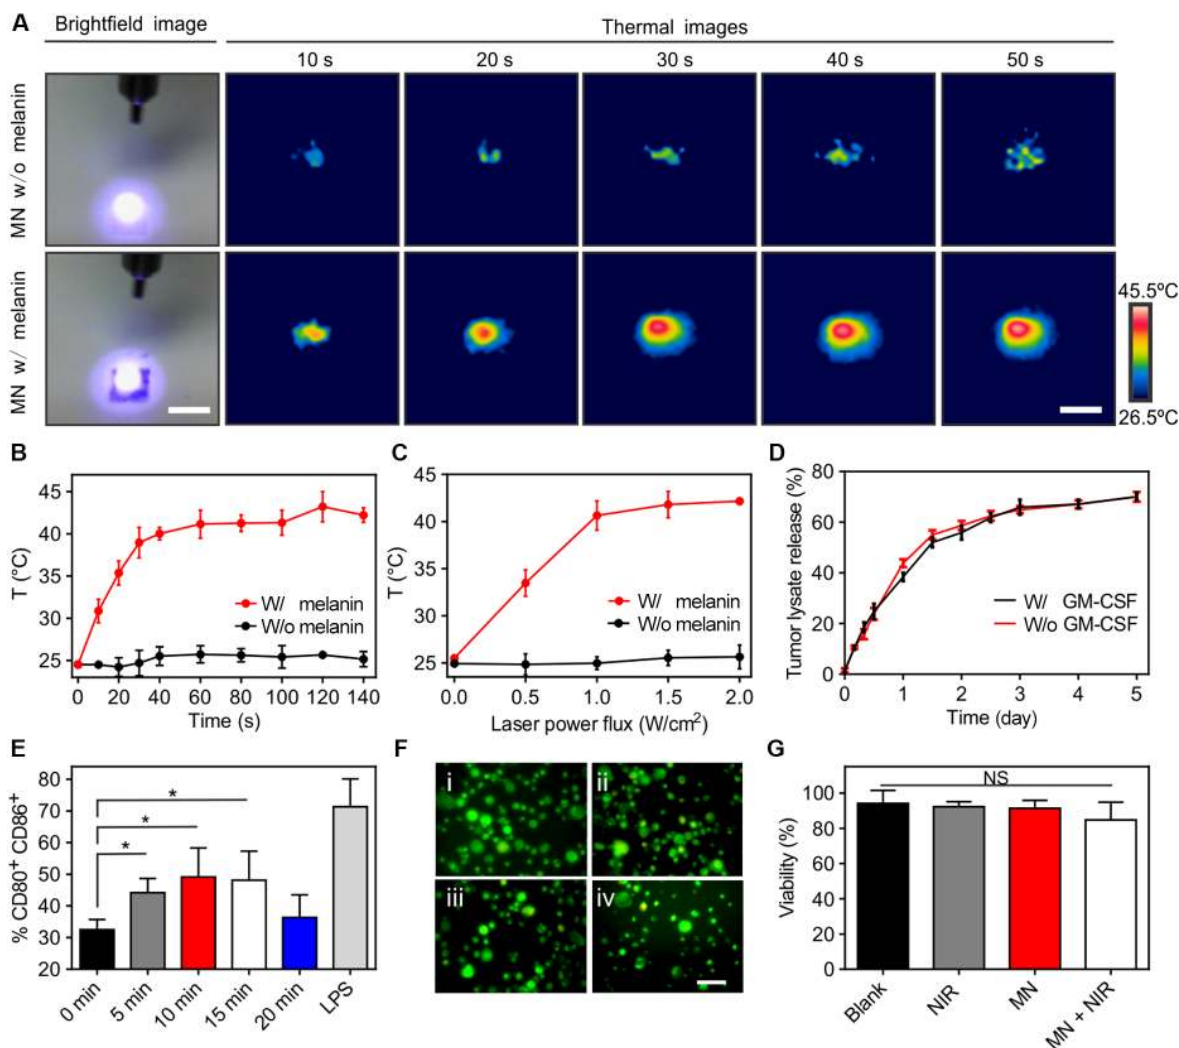 A
Brightfield image
Thermal images
10 s
20 s
30 s
40 s
50 s
MN w/o melanin
MN w/ melanin
45.5ºC
26.5ºC
B
T (°C)
45
40
35
30
25
W/ melanin
W/o melanin
0 20 40 60 80 100 120 140
Time (s)
C
T (°C)
45
40
35
30
25
W/ melanin
W/o melanin
0.0 0.5 1.0 1.5 2.0
Laser power flux (W/cm²)
D
Tumor lysate release (%)
80
60
40
20
0
W/ GM-CSF
W/o GM-CSF
0 1 2 3 4 5
Time (day)
E
% CD80⁺ CD86⁺
80
70
60
50
40
30
20
*
*
*
0 min
5 min
10 min
15 min
20 min
LPS
F
i
ii
iii
iv
G
Viability (%)
100
80
60
40
20
0
NS
Blank
NIR
MN
MN + NIR